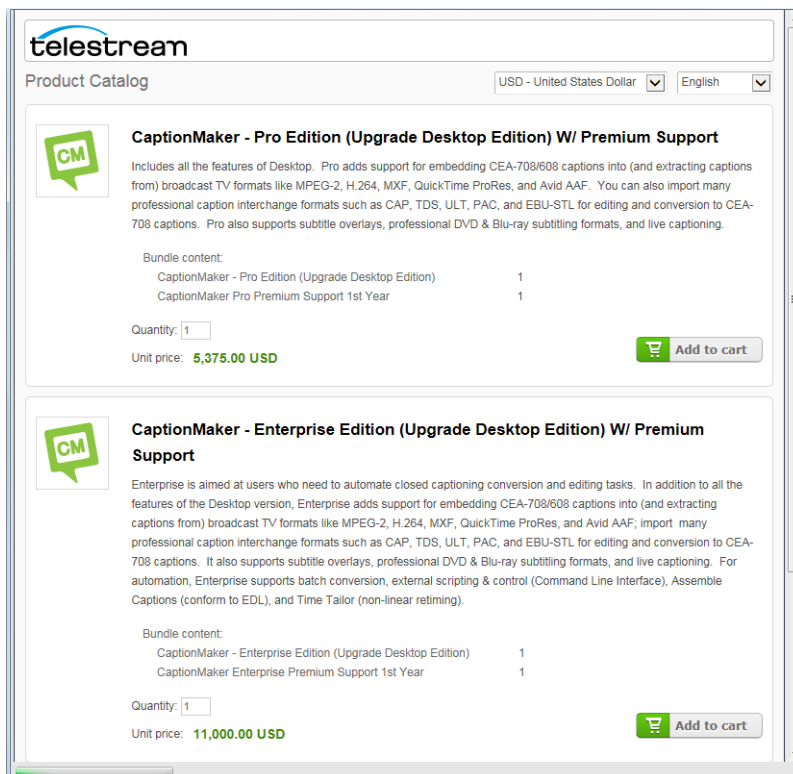 telestream
Product Catalog
USD - United States Dollar
English
CM
CaptionMaker - Pro Edition (Upgrade Desktop Edition) W/ Premium Support
Includes all the features of Desktop. Pro adds support for embedding CEA-708/608 captions into (and extracting captions
from) broadcast TV formats like MPEG-2, H.264, MXF, QuickTime ProRes, and Avid AAF. You can also import many
professional caption interchange formats such as CAP, TDS, ULT, PAC, and EBU-STL for editing and conversion to CEA-
708 captions. Pro also supports subtitle overlays, professional DVD & Blu-ray subtitling formats, and live captioning.
Bundle content:
CaptionMaker - Pro Edition (Upgrade Desktop Edition) 1
CaptionMaker Pro Premium Support 1st Year 1
Quantity: 1
Unit price: 5,375.00 USD
Add to cart
CM
CaptionMaker - Enterprise Edition (Upgrade Desktop Edition) W/ Premium
Support
Enterprise is aimed at users who need to automate closed captioning conversion and editing tasks. In addition to all the
features of the Desktop version, Enterprise adds support for embedding CEA-708/608 captions into (and extracting
captions from) broadcast TV formats like MPEG-2, H.264, MXF, QuickTime ProRes, and Avid AAF; import many
professional caption interchange formats such as CAP, TDS, ULT, PAC, and EBU-STL for editing and conversion to CEA-
708 captions. It also supports subtitle overlays, professional DVD & Blu-ray subtitling formats, and live captioning. For
automation, Enterprise supports batch conversion, external scripting & control (Command Line Interface), Assemble
Captions (conform to EDL), and Time Tailor (non-linear retiming).
Bundle content:
CaptionMaker - Enterprise Edition (Upgrade Desktop Edition) 1
CaptionMaker Enterprise Premium Support 1st Year 1
Quantity: 1
Unit price: 11,000.00 USD
Add to cart